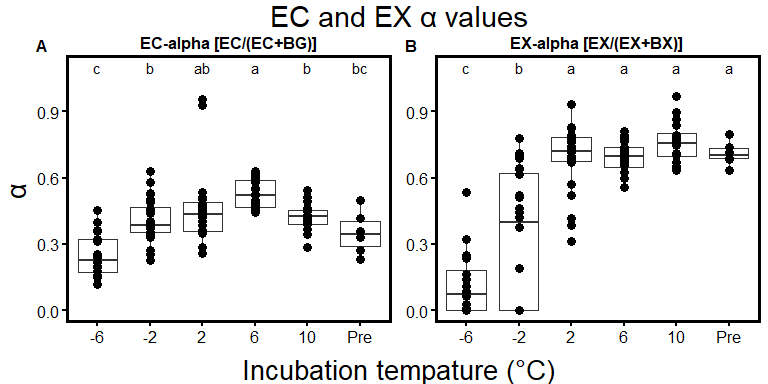 EC and EX α values
A EC-alpha [EC/(EC+BG)] B EX-alpha [EX/(EX+BX)]
c b ab a b bc c b a a a a
0.9 0.9
0.6 0.6
α
0.3 0.3
0.0 0.0
-6 -2 2 6 10 Pre -6 -2 2 6 10 Pre
Incubation tempature (°C)